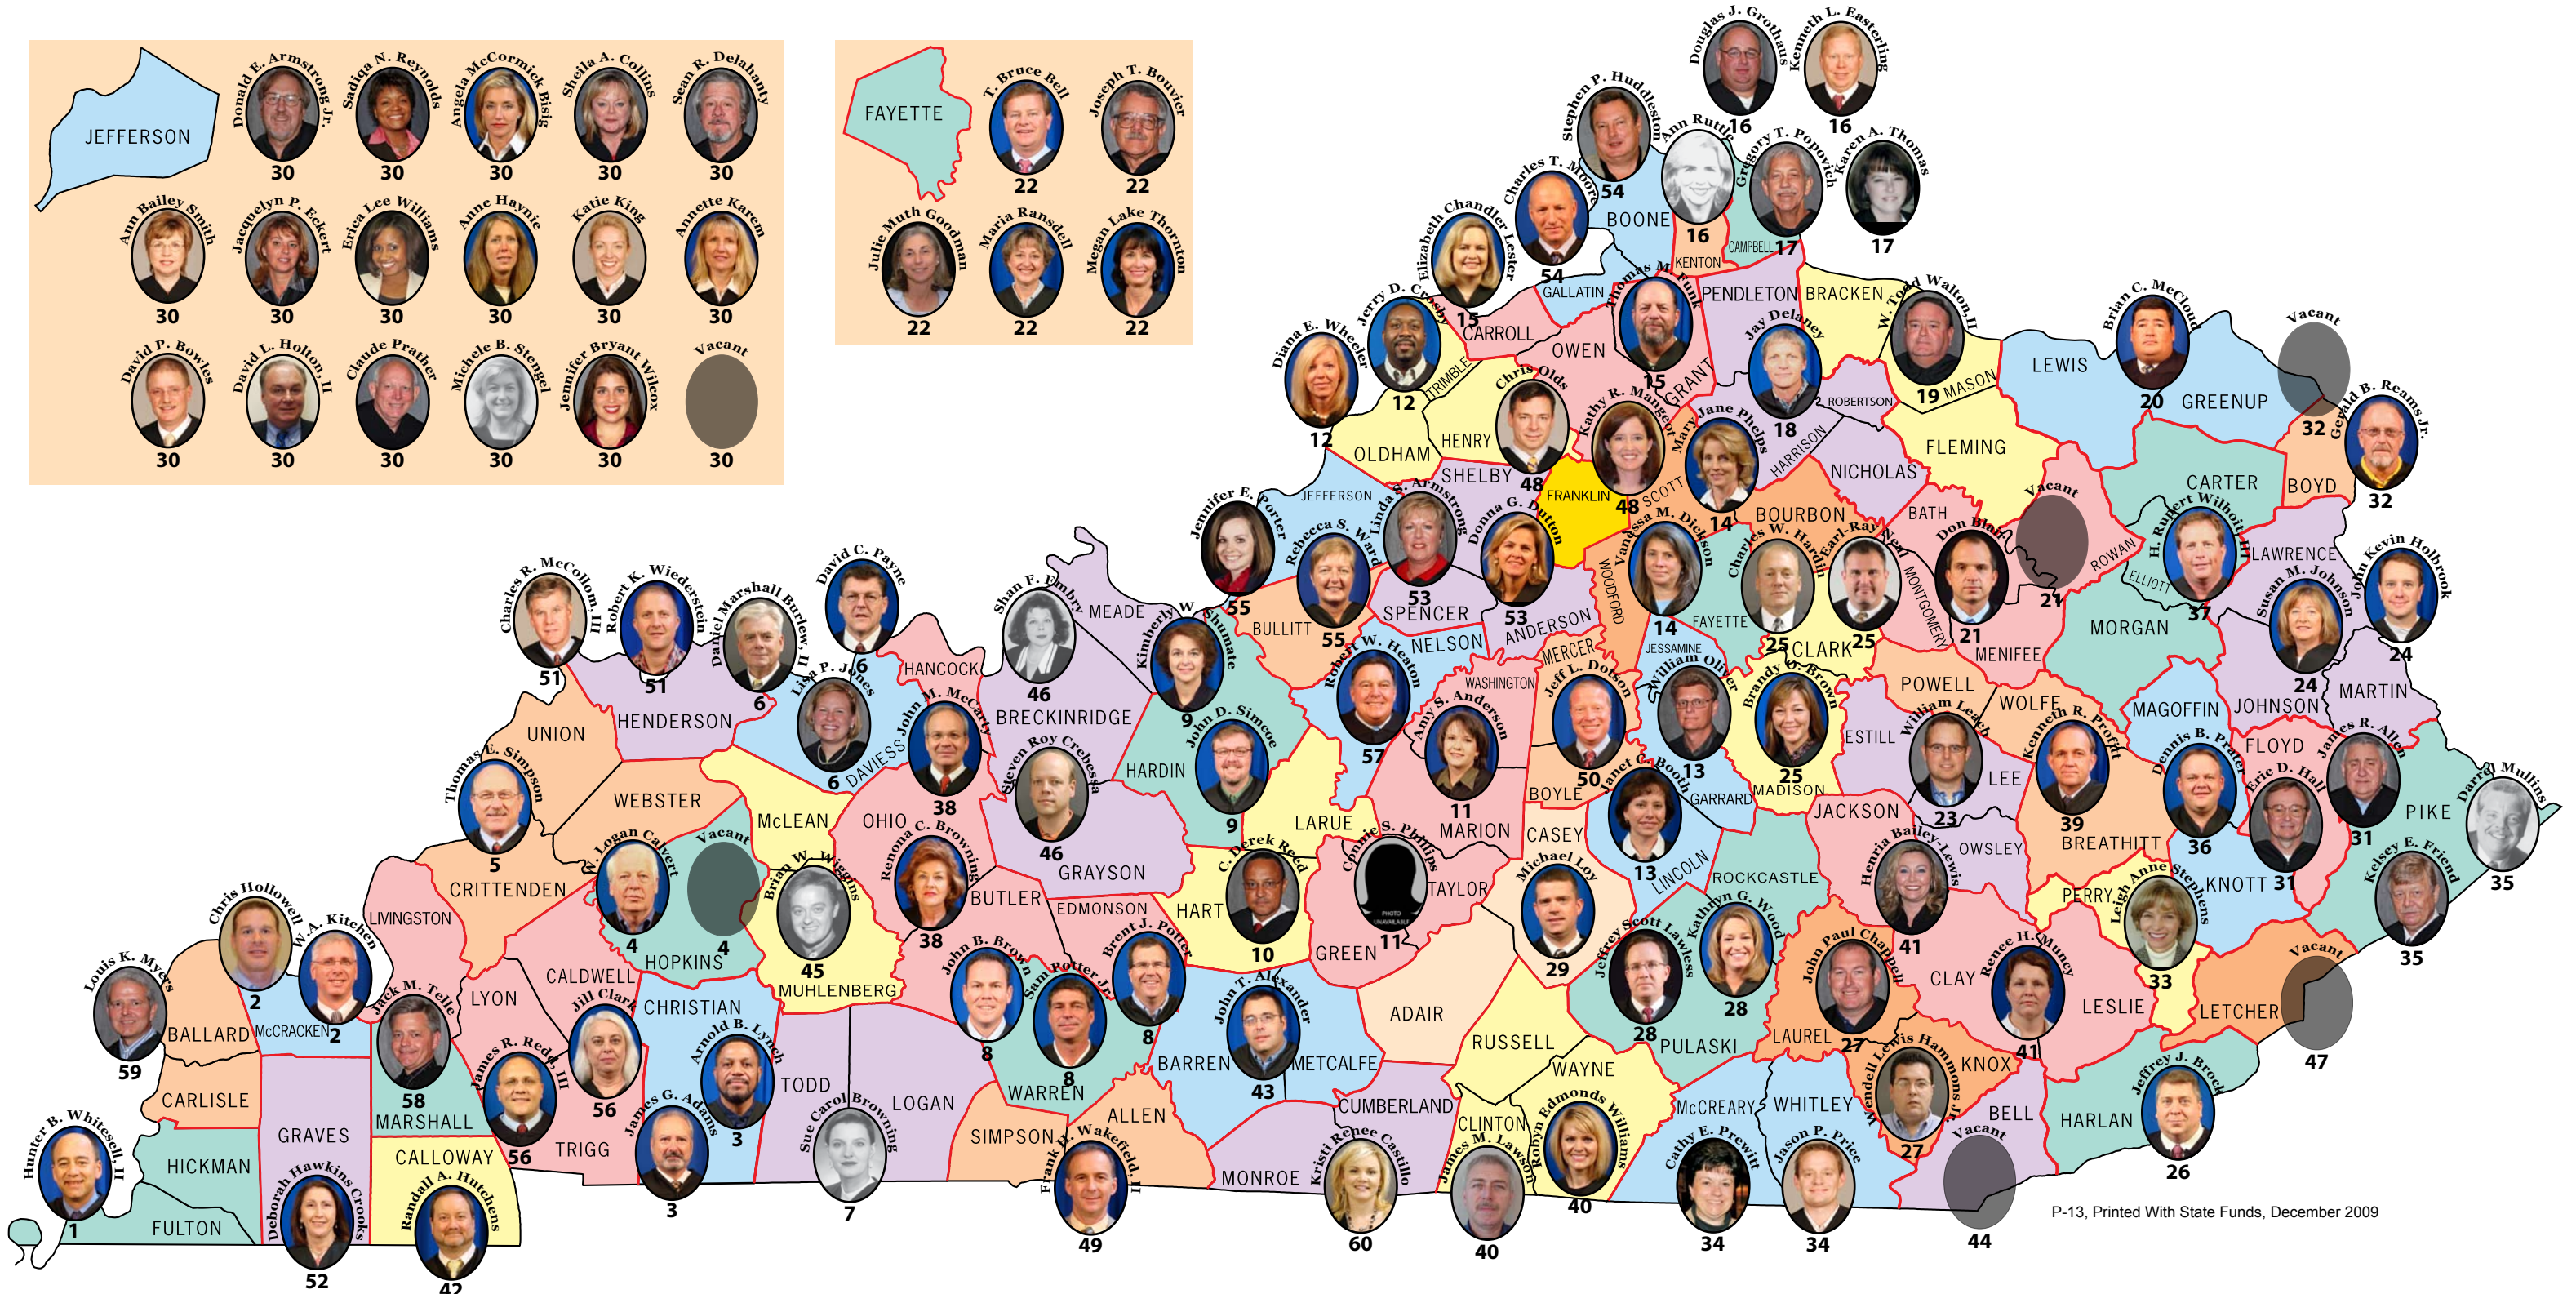 JEFFERSON
Donald E. Armstrong Jr.
30
Sadiqa N. Reynolds
30
Angela McCormick Bisig
30
Sheila A. Collins
30
Sean R. Delahanty
30
Ann Bailey Smith
30
Jacquelyn P. Eckert
30
Erica Lee Williams
30
Anne Haynie
30
Katie King
30
Annette Karem
30
David P. Bowles
30
David L. Holton, II
30
Claude Prather
30
Michele B. Stengel
30
Jennifer Bryant Wilcox
30
Vacant
30
FAYETTE
T. Bruce Bell
22
Joseph T. Bouvier
22
Julie Muth Goodman
22
Maria Ransdell
22
Megan Lake Thornton
22
Douglas J. Grothaus
16
Kenneth L. Easterling
16
Stephen P. Huddleston
54
Ann Ruttle
16
Gregory T. Popovich
17
Karen A. Thomas
17
Charles T. Moore
54
BOONE
KENTON
CAMPBELL
Elizabeth Chandler Lester
15
GALLATIN
Thomas M. Funk
15
PENDLETON
BRACKEN
W. Todd Walton,II
19
MASON
Brian C. McCloud
20
LEWIS
GREENUP
Vacant
32
Gerald B. Reams Jr.
32
BOYD
Jerry D. Crosby
12
Diana E. Wheeler
12
TRIMBLE
CARROLL
OWEN
GRANT
Jay Delaney
18
ROBERTSON
HARRISON
NICHOLAS
FLEMING
OLDHAM
HENRY
Chris Olds
48
Kathy R. Mangeot
48
Mary Jane Phelps
14
SHELBY
FRANKLIN
SCOTT
BOURBON
BATH
CARTER
JEFFERSON
Jennifer E. Porter
55
Rebecca S. Ward
55
Linda S. Armstrong
53
Donna G. Dutton
53
Vanessa M. Dickson
14
Charles W. Hardin
25
Earl-Ray Neal
25
Don Blair
21
Vacant
21
ROWAN
H. Rupert Wilhoit III
37
ELLIOTT
LAWRENCE
John Kevin Holbrook
24
Susan M. Johnson
24
BULLITT
SPENCER
NELSON
ANDERSON
WOODFORD
FAYETTE
CLARK
MONTGOMERY
MENIFEE
MORGAN
MARTIN
JOHNSON
MERCER
JESSAMINE
WASHINGTON
POWELL
WOLFE
MAGOFFIN
FLOYD
Charles R. McCollom, III
51
Robert K. Wiederstein
51
Daniel Marshall Burlew, II
6
David C. Payne
6
Lisa P. Jones
6
DAVIESS
HANCOCK
Shan F. Embry
46
MEADE
Kimberly W. Shumate
9
BRECKINRIDGE
John D. Simcoe
9
HARDIN
Robert W. Heaton
57
Amy S. Anderson
11
Jeff L. Dotson
50
William Oliver
13
Brandy O. Brown
25
MADISON
ESTILL
William Leach
23
LEE
Kenneth R. Profitt
39
Dennis B. Prater
36
Eric D. Hall
31
James R. Allen
31
PIKE
Darrel Mullins
35
Kelsey E. Friend
35
UNION
HENDERSON
Thomas E. Simpson
5
WEBSTER
McLEAN
OHIO
John M. McCarty
38
Steven Roy Crebessa
46
GRAYSON
LARUE
MARION
BOYLE
CASEY
Janet C. Booth
13
GARRARD
LINCOLN
ROCKCASTLE
JACKSON
OWSLEY
BREATHITT
Henria Bailey-Lewis
41
PERRY
Leigh Anne Stephens
33
KNOTT
CRITTENDEN
W. Logan Calvert
4
Vacant
4
HOPKINS
Brian W. Wiggins
45
MUHLENBERG
Renona C. Browning
38
BUTLER
EDMONSON
HART
C. Derek Reed
10
Connie S. Phillips
PHOTO UNAVAILABLE
11
GREEN
TAYLOR
Michael Loy
29
Jeffrey Scott Lawless
28
Kathryn G. Wood
28
PULASKI
John Paul Chappell
27
LAUREL
CLAY
Renee H. Muncy
41
LESLIE
LETCHER
Vacant
47
LIVINGSTON
Chris Hollowell
2
W.A. Kitchen
2
Louis K. Myers
59
BALLARD
McCRACKEN
Jack M. Telle
58
MARSHALL
LYON
CALDWELL
James R. Redd, III
56
Jill Clark
56
TRIGG
CHRISTIAN
Arnold B. Lynch
3
James G. Adams
3
TODD
LOGAN
Sue Carol Browning
7
John B. Brown
8
Sam Potter Jr.
8
Brent J. Potter
8
WARREN
SIMPSON
ALLEN
Frank H. Wakefield, II
49
BARREN
METCALFE
John T. Alexander
43
ADAIR
RUSSELL
WAYNE
CUMBERLAND
MONROE
Kristi Renee Castillo
60
CLINTON
James M. Lawson
40
Robyn Edmonds Williams
40
McCREARY
Cathy E. Prewitt
34
WHITLEY
Jason P. Price
34
KNOX
Wendell Lewis Hammons Jr.
27
BELL
Vacant
44
HARLAN
Jeffrey J. Brock
26
CARLISLE
GRAVES
HICKMAN
FULTON
Hunter B. Whitesell, II
1
Deborah Hawkins Crooks
52
CALLOWAY
Randall A. Hutchens
42
P-13, Printed With State Funds, December 2009